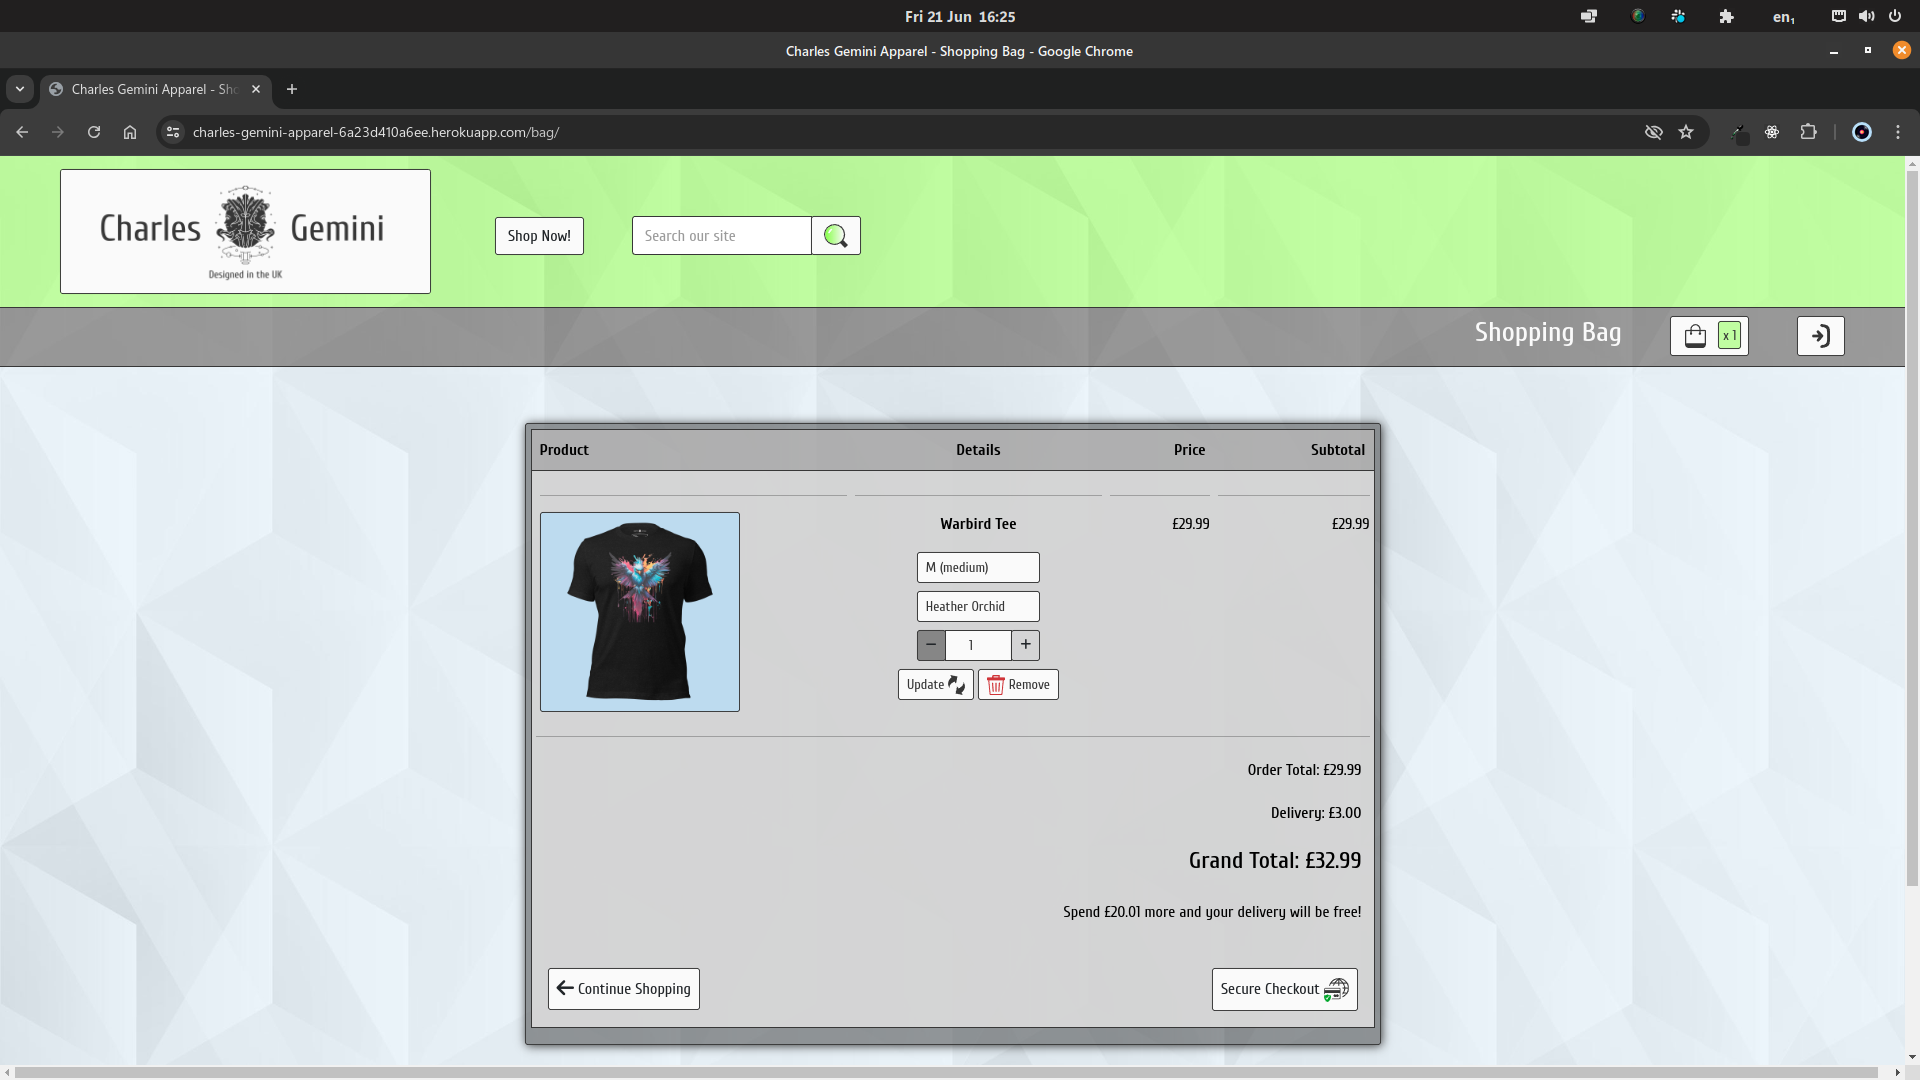 Fri 21 Jun 16:25
en1
Charles Gemini Apparel - Shopping Bag - Google Chrome
Charles Gemini Apparel - Sho
charles-gemini-apparel-6a23d410a6ee.herokuapp.com/bag/
Charles Gemini
Designed in the UK
Shop Now!
Search our site
Shopping Bag
x 1
Product Details Price Subtotal
Warbird Tee £29.99 £29.99
M (medium)
Heather Orchid
− 1 +
Update Remove
Order Total: £29.99
Delivery: £3.00
Grand Total: £32.99
Spend £20.01 more and your delivery will be free!
Continue Shopping
Secure Checkout